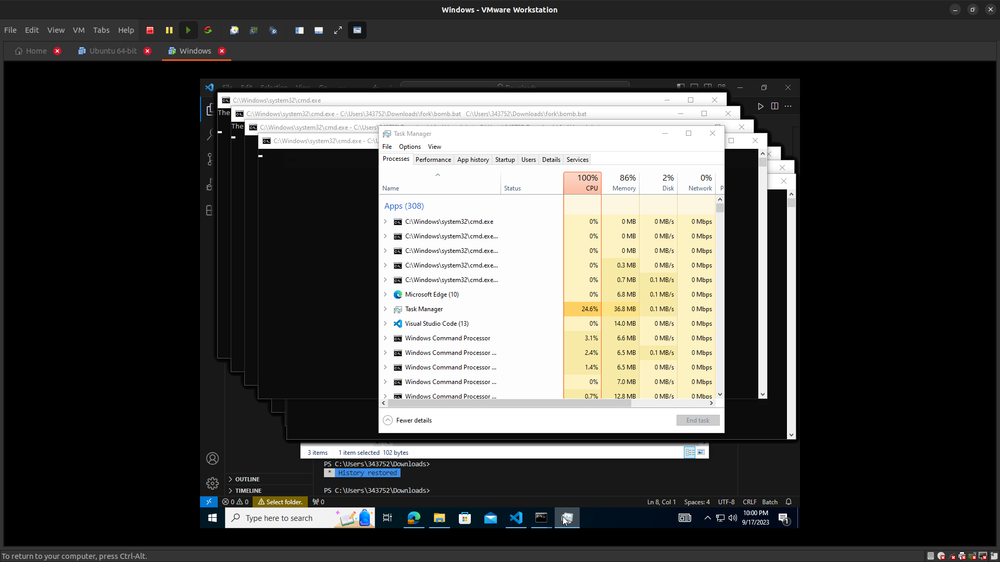 Windows - VMware Workstation
File Edit View VM Tabs Help
Home
Ubuntu 64-bit
Windows
C:\Windows\system32\cmd.exe
The
C:\Windows\system32\cmd.exe - C:\Users\343752\Downloads\fork\bomb.bat C:\Users\343752\Downloads\fork\bomb.bat
The
C:\Windows\system32\cmd.exe - C:\Users
C:\Windows\system32\cmd.exe - C:\U
Task Manager
File Options View
Processes Performance App history Startup Users Details Services
100% 86% 2% 0%
Name Status CPU Memory Disk Network P
Apps (308)
C:\Windows\system32\cmd.exe 0% 0 MB 0 MB/s 0 Mbps
C:\Windows\system32\cmd.exe... 0% 0 MB 0 MB/s 0 Mbps
C:\Windows\system32\cmd.exe... 0% 0 MB 0 MB/s 0 Mbps
C:\Windows\system32\cmd.exe... 0% 0.3 MB 0 MB/s 0 Mbps
C:\Windows\system32\cmd.exe... 0% 0.7 MB 0.1 MB/s 0 Mbps
Microsoft Edge (10) 0% 6.8 MB 0.1 MB/s 0 Mbps
Task Manager 24.6% 36.8 MB 0.1 MB/s 0 Mbps
Visual Studio Code (13) 0% 14.0 MB 0 MB/s 0 Mbps
Windows Command Processor 3.1% 6.6 MB 0 MB/s 0 Mbps
Windows Command Processor ... 2.4% 6.5 MB 0.1 MB/s 0 Mbps
Windows Command Processor ... 1.4% 6.5 MB 0 MB/s 0 Mbps
Windows Command Processor ... 0% 7.0 MB 0 MB/s 0 Mbps
Windows Command Processor ... 0.7% 12.8 MB 0 MB/s 0 Mbps
Fewer details End task
3 items 1 item selected 102 bytes
PS C:\Users\343752\Downloads>
* History restored
PS C:\Users\343752\Downloads>
OUTLINE
TIMELINE
0 0 Select folder. 0 Ln 8, Col 1 Spaces: 4 UTF-8 CRLF Batch
Type here to search
10:00 PM
9/17/2023
1
To return to your computer, press Ctrl-Alt.